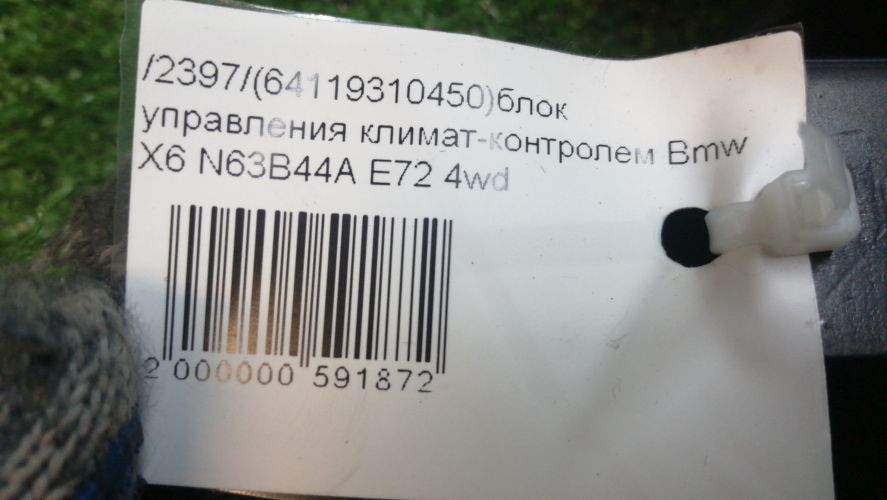 /2397/(64119310450)блок
управления климат-контролем Bmw
X6 N63B44A E72 4wd
2 000000 591872